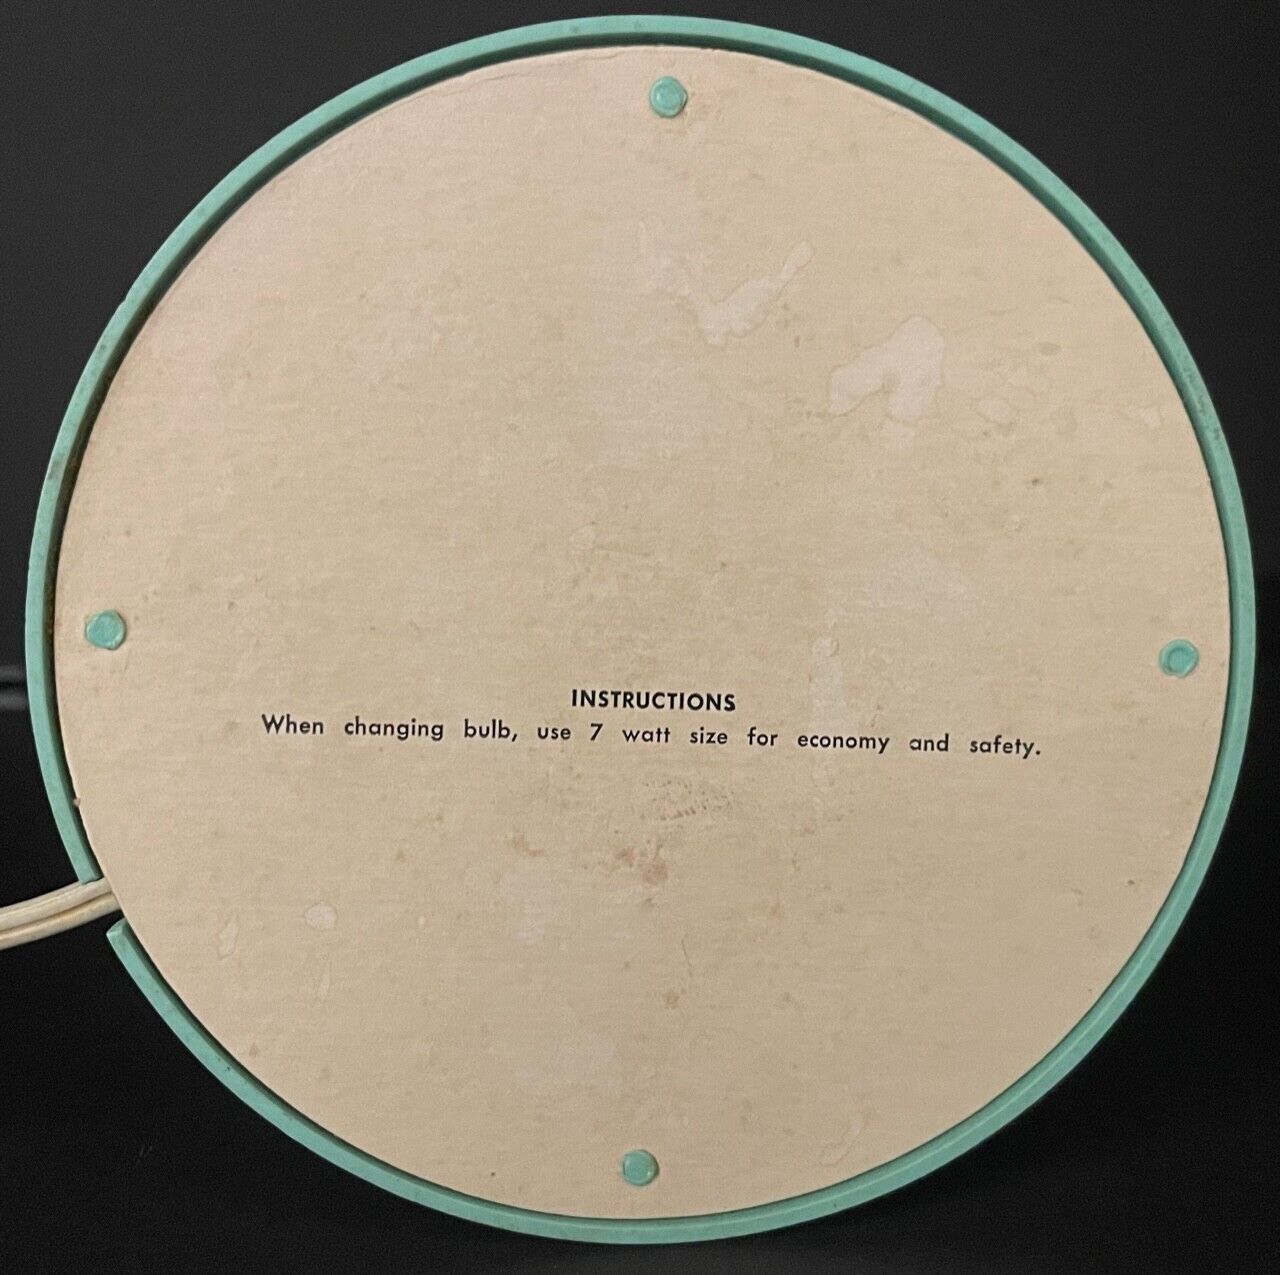 INSTRUCTIONS
When changing bulb, use 7 watt size for economy and safety.